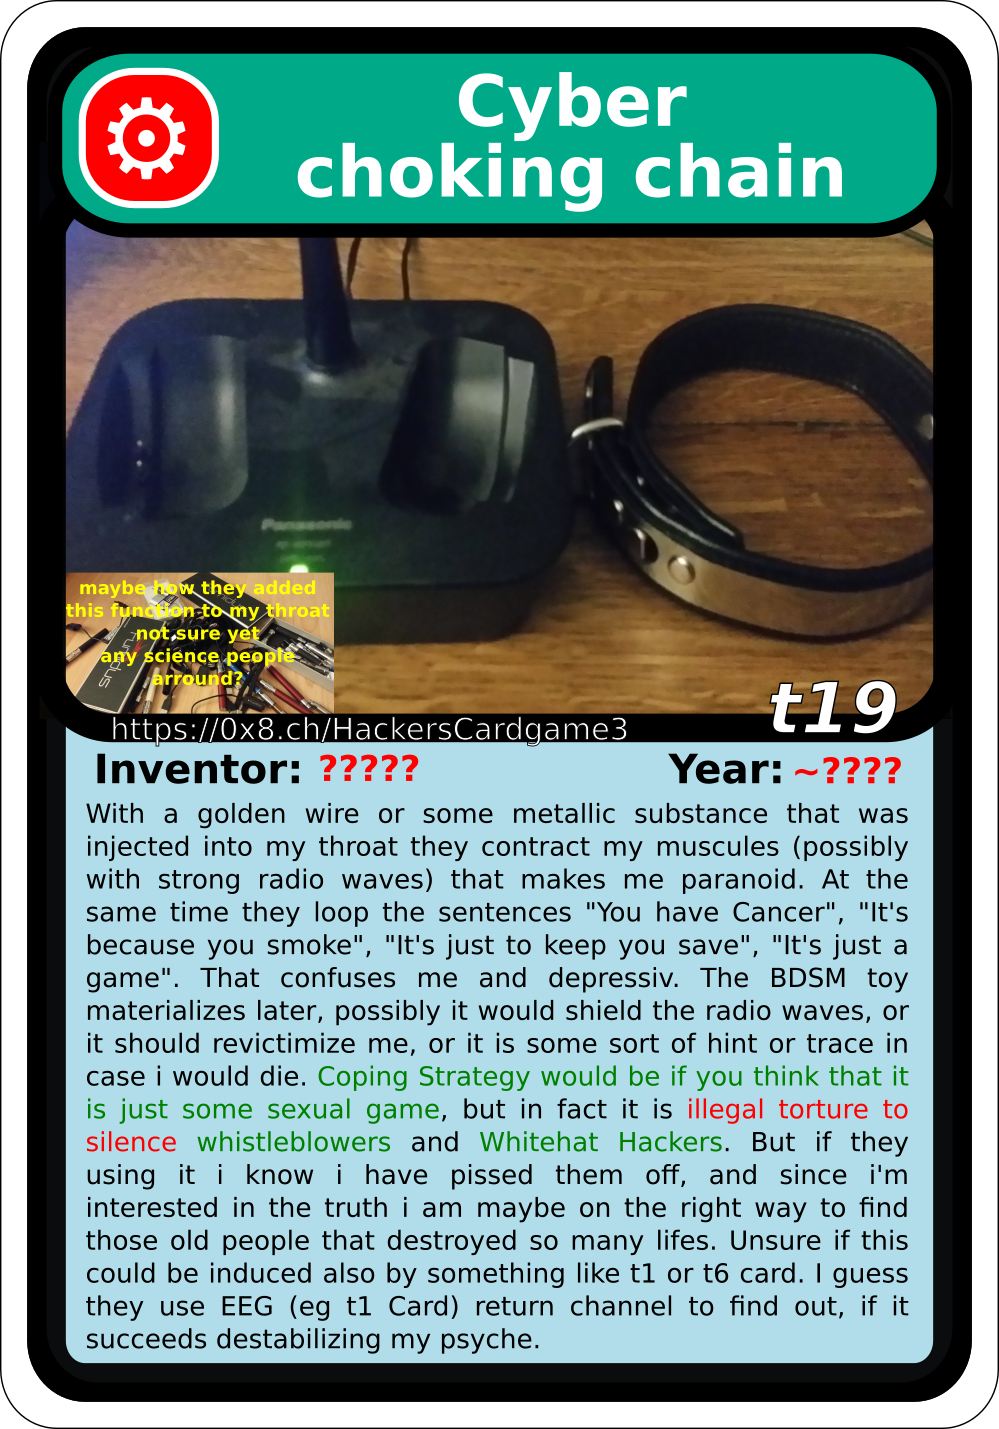 Cyber
choking chain
Panasonic
maybe how they added
this function to my throat
not sure yet
any science people
arround?
t19
https://0x8.ch/HackersCardgame3
Inventor: ????? Year: ~????
With a golden wire or some metallic substance that was
injected into my throat they contract my muscules (possibly
with strong radio waves) that makes me paranoid. At the
same time they loop the sentences "You have Cancer", "It's
because you smoke", "It's just to keep you save", "It's just a
game". That confuses me and depressiv. The BDSM toy
materializes later, possibly it would shield the radio waves, or
it should revictimize me, or it is some sort of hint or trace in
case i would die. Coping Strategy would be if you think that it
is just some sexual game, but in fact it is illegal torture to
silence whistleblowers and Whitehat Hackers. But if they
using it i know i have pissed them off, and since i'm
interested in the truth i am maybe on the right way to find
those old people that destroyed so many lifes. Unsure if this
could be induced also by something like t1 or t6 card. I guess
they use EEG (eg t1 Card) return channel to find out, if it
succeeds destabilizing my psyche.